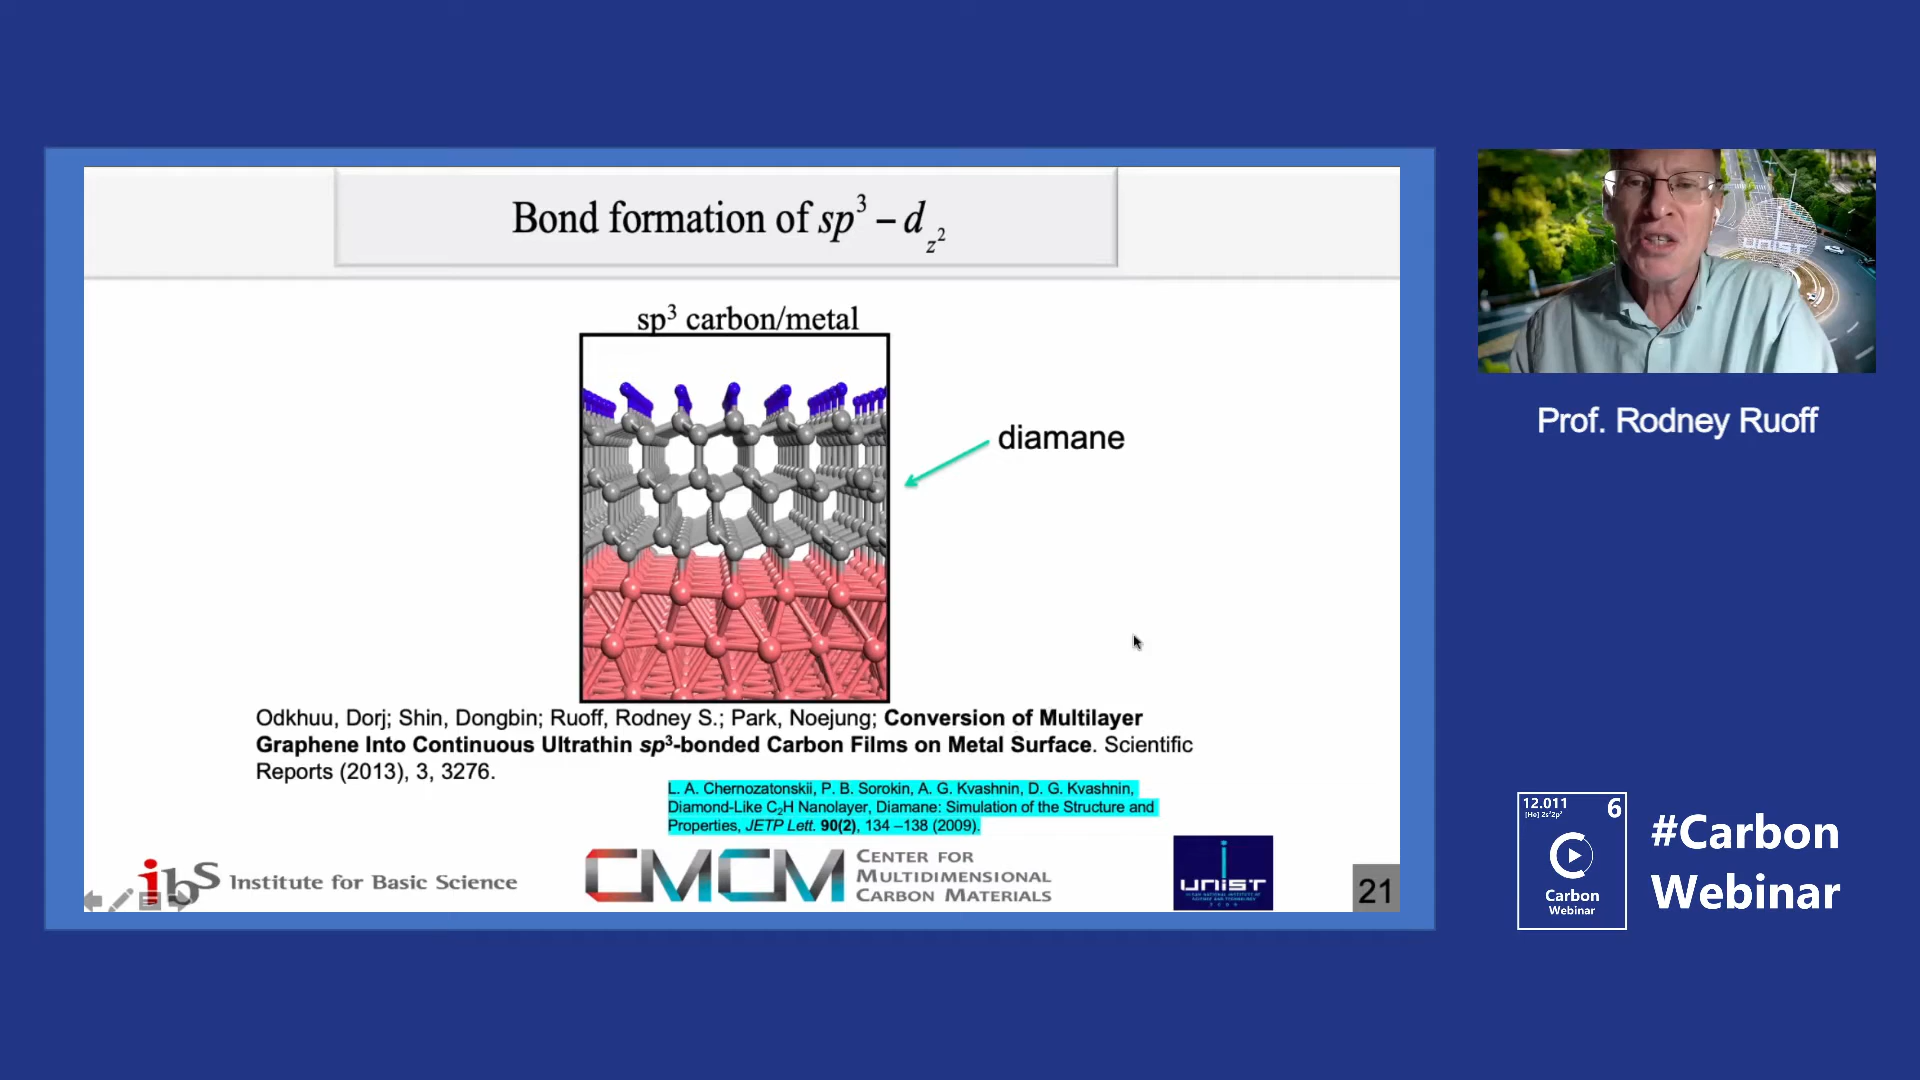 Bond formation of sp³ – d_z²
sp³ carbon/metal
diamane
Odkhuu, Dorj; Shin, Dongbin; Ruoff, Rodney S.; Park, Noejung; Conversion of Multilayer
Graphene Into Continuous Ultrathin sp³-bonded Carbon Films on Metal Surface. Scientific
Reports (2013), 3, 3276.
L. A. Chernozatonskii, P. B. Sorokin, A. G. Kvashnin, D. G. Kvashnin,
Diamond-Like C₂H Nanolayer, Diamane: Simulation of the Structure and
Properties, JETP Lett. 90(2), 134 –138 (2009).
ibS Institute for Basic Science
CMCM
CENTER FOR
MULTIDIMENSIONAL
CARBON MATERIALS
UNIST
21
Prof. Rodney Ruoff
12.011 6
[He] 2s²2p²
Carbon
Webinar
#Carbon
Webinar